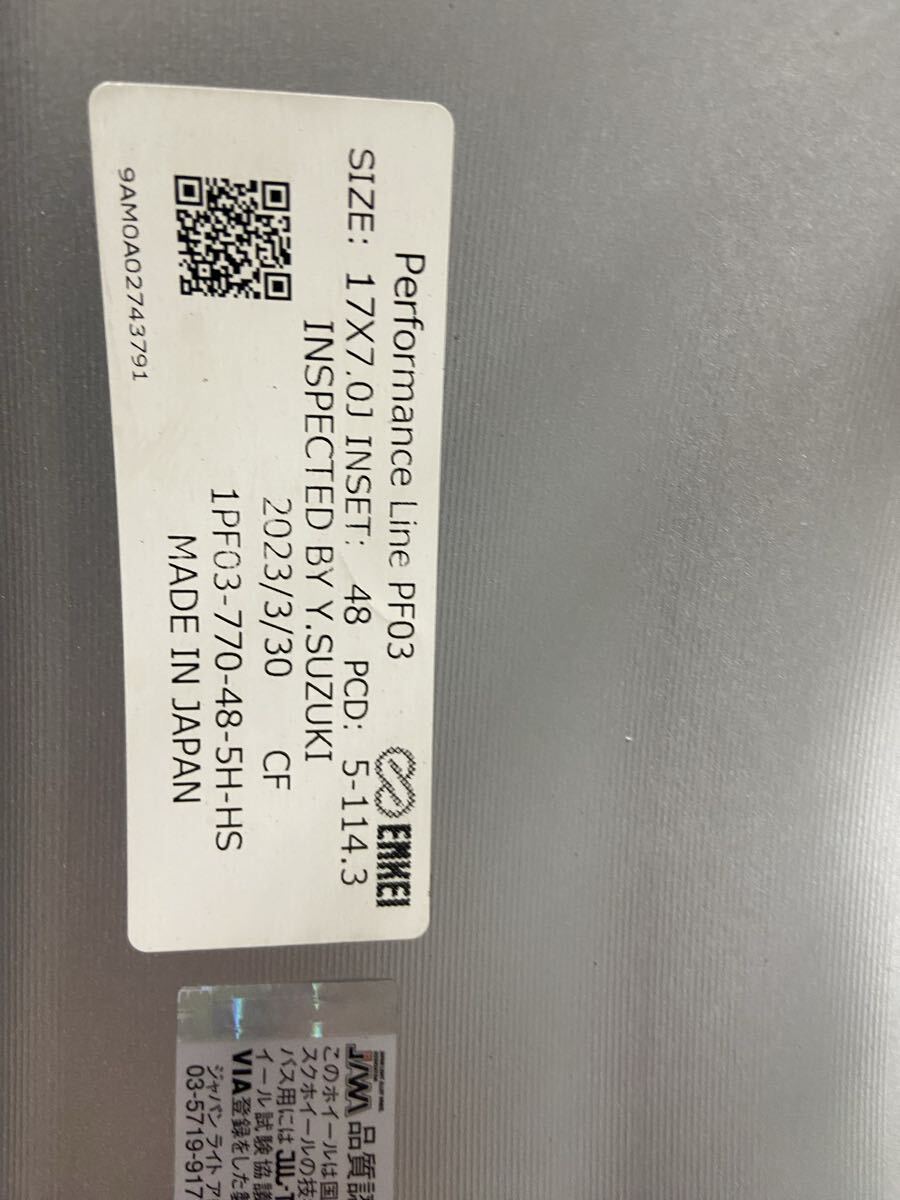 Performance Line PF03 ENKEI
SIZE: 17X7.0J INSET: 48 PCD: 5-114.3
INSPECTED BY Y.SUZUKI
2023/3/30 CF
1PF03-770-48-5H-HS
MADE IN JAPAN
9AM0A02743791
JAWA 品質
このホイールは国
スクホイールの技
バス用にはJWL-T
イール試験協議
VIA登録をした
ジャパン ライト ア
03-5719-917